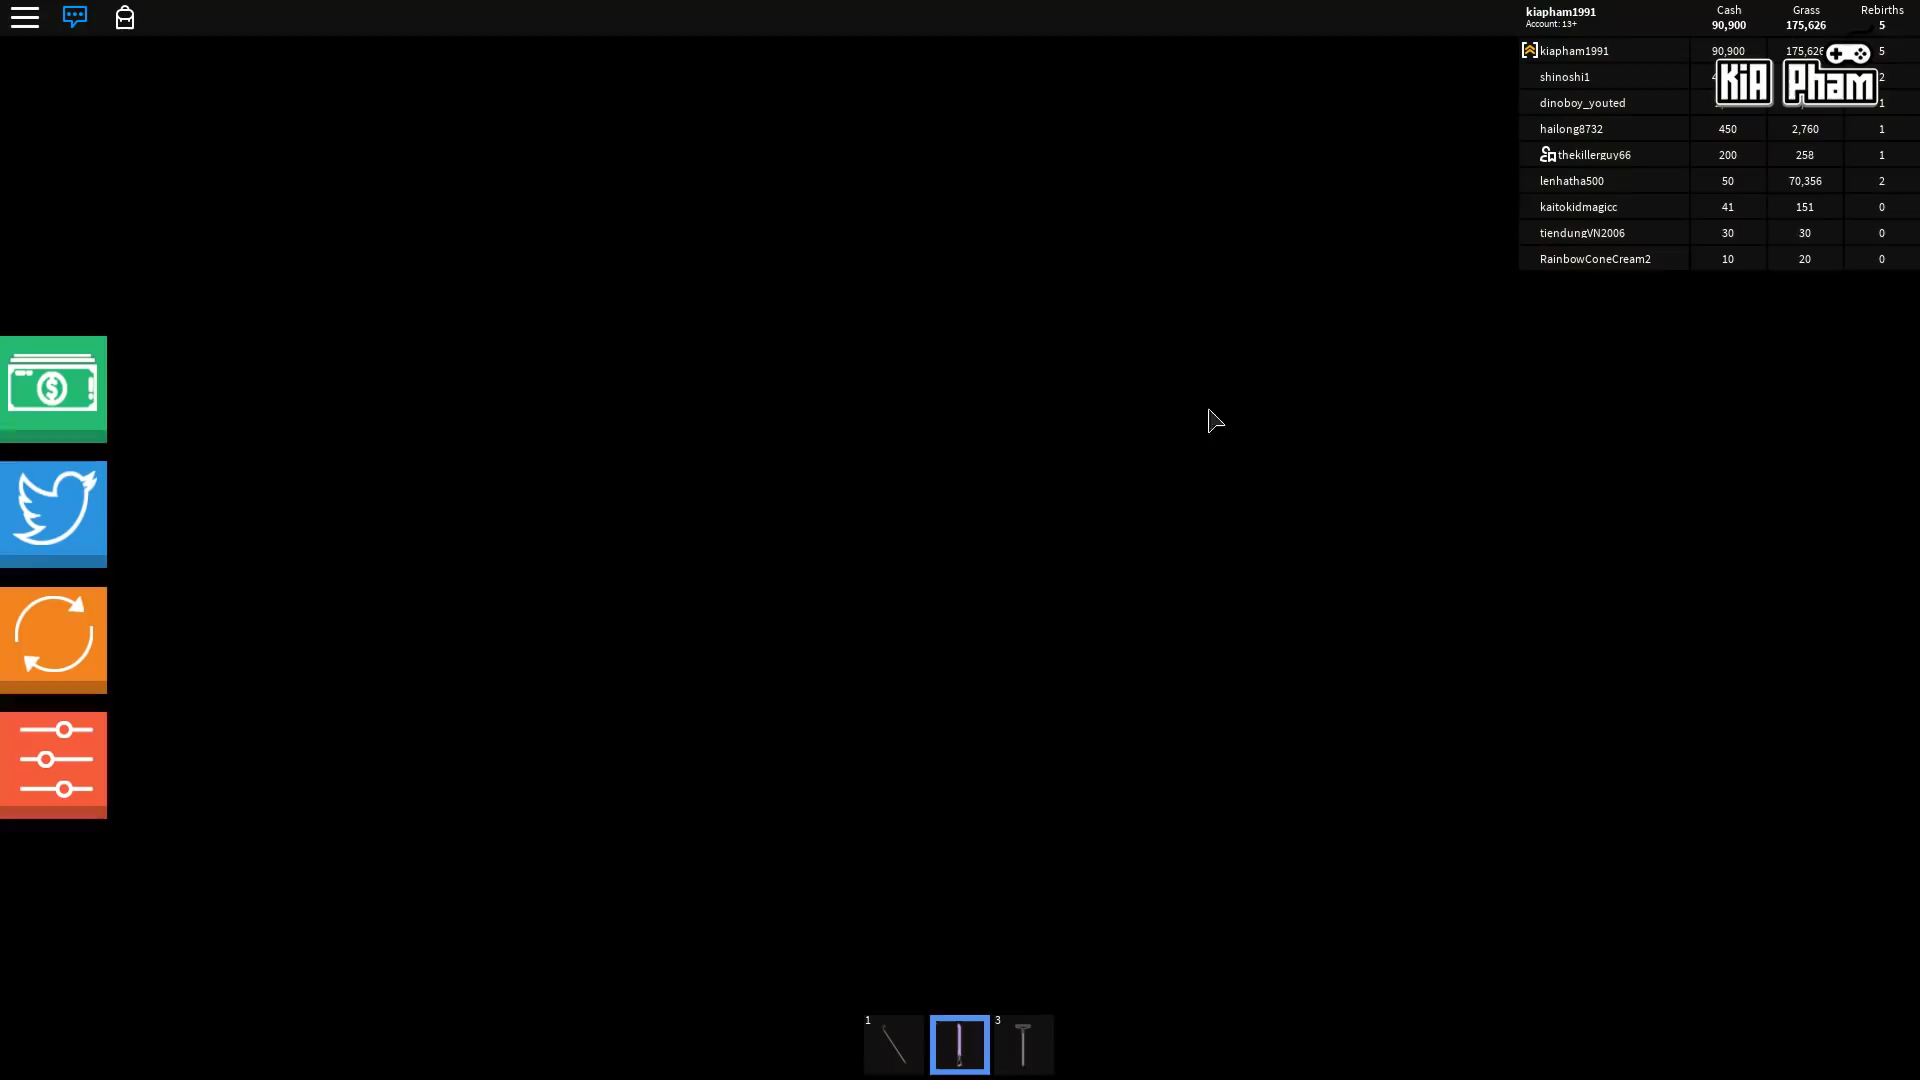 kiapham1991 Cash Grass Rebirths
Account: 13+ 90,900 175,626 5
kiapham1991 90,900 175,626 5
KiA Pham
shinoshi1 2
dinoboy_youted 1
hailong8732 450 2,760 1
thekillerguy66 200 258 1
lenhatha500 50 70,356 2
kaitokidmagicc 41 151 0
tiendungVN2006 30 30 0
RainbowConeCream2 10 20 0
$
1 3